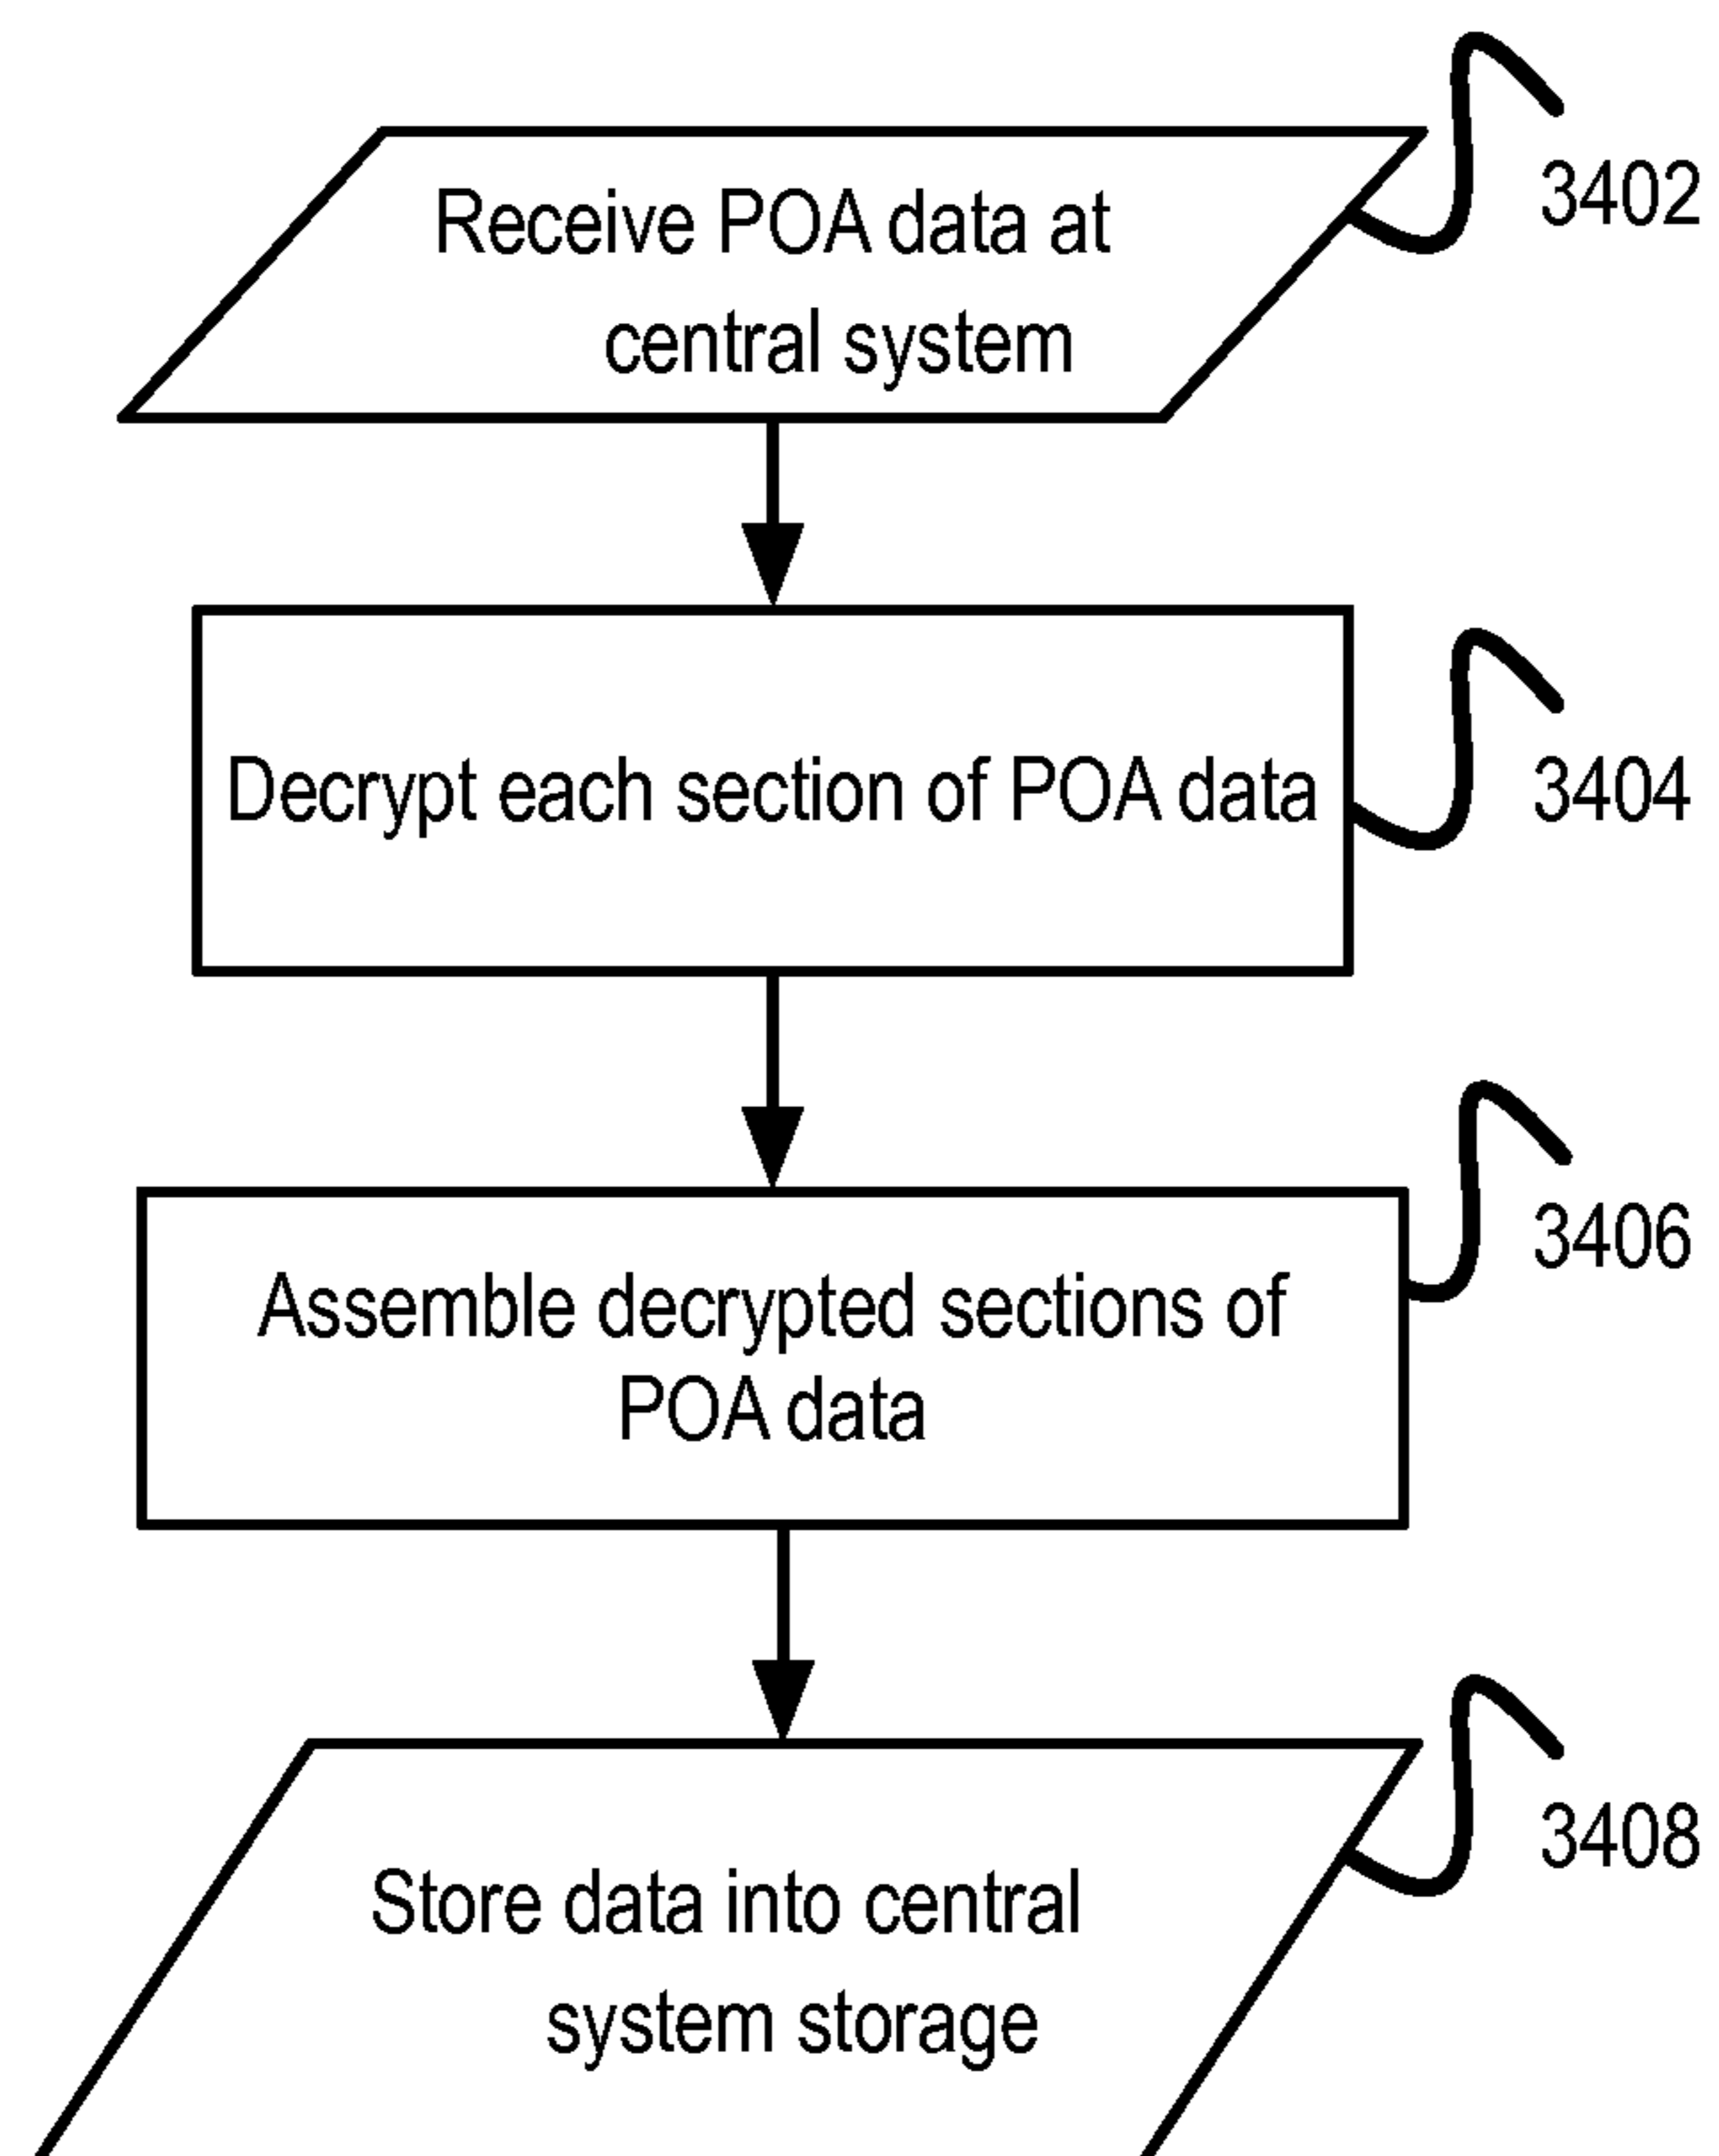 Receive POA data at
central system
3402
Decrypt each section of POA data
3404
Assemble decrypted sections of
POA data
3406
Store data into central
system storage
3408